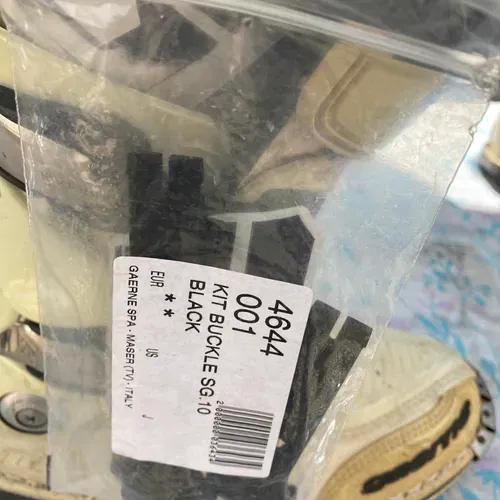 4644
001
KIT BUCKLE SG.10
BLACK
EUR ** US J
GAERNE SPA - MASER (TV) - ITALY